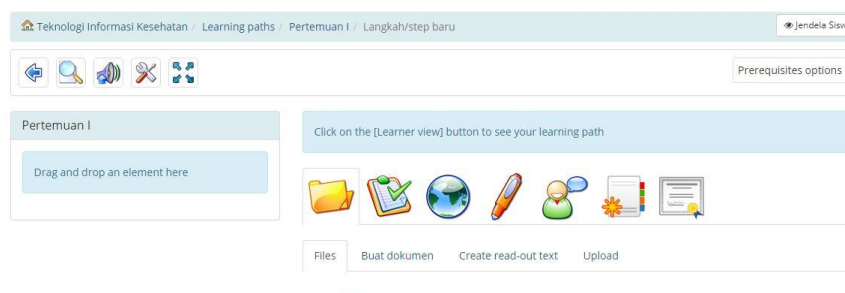 Teknologi Informasi Kesehatan / Learning paths / Pertemuan I / Langkah/step baru
Jendela Sisw
Prerequisites options
Pertemuan I
Drag and drop an element here
Click on the [Learner view] button to see your learning path
Files Buat dokumen Create read-out text Upload